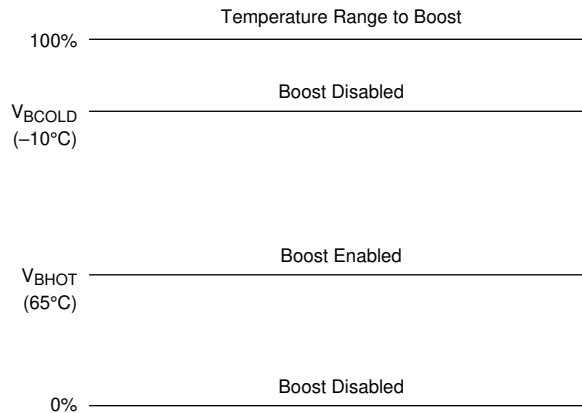 Temperature Range to Boost
100%
Boost Disabled
VBCOLD
(–10°C)
Boost Enabled
VBHOT
(65°C)
Boost Disabled
0%